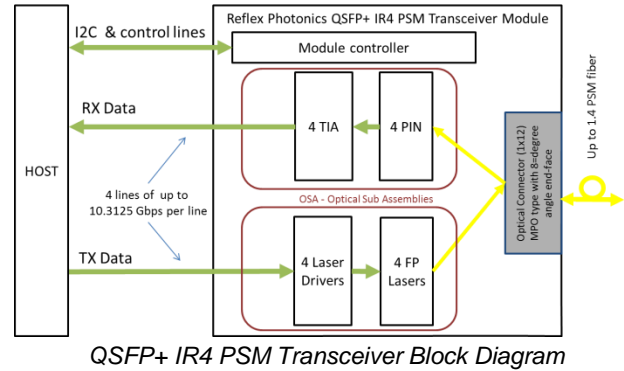 Reflex Photonics QSFP+ IR4 PSM Transceiver Module
I2C & control lines
Module controller
RX Data
4 TIA
4 PIN
HOST
4 lines of up to
10.3125 Gbps per line
OSA - Optical Sub Assemblies
TX Data
4 Laser
Drivers
4 FP
Lasers
Optical Connector (1x12)
MPO type with 8=degree
angle end-face
Up to 1.4 PSM fiber
QSFP+ IR4 PSM Transceiver Block Diagram